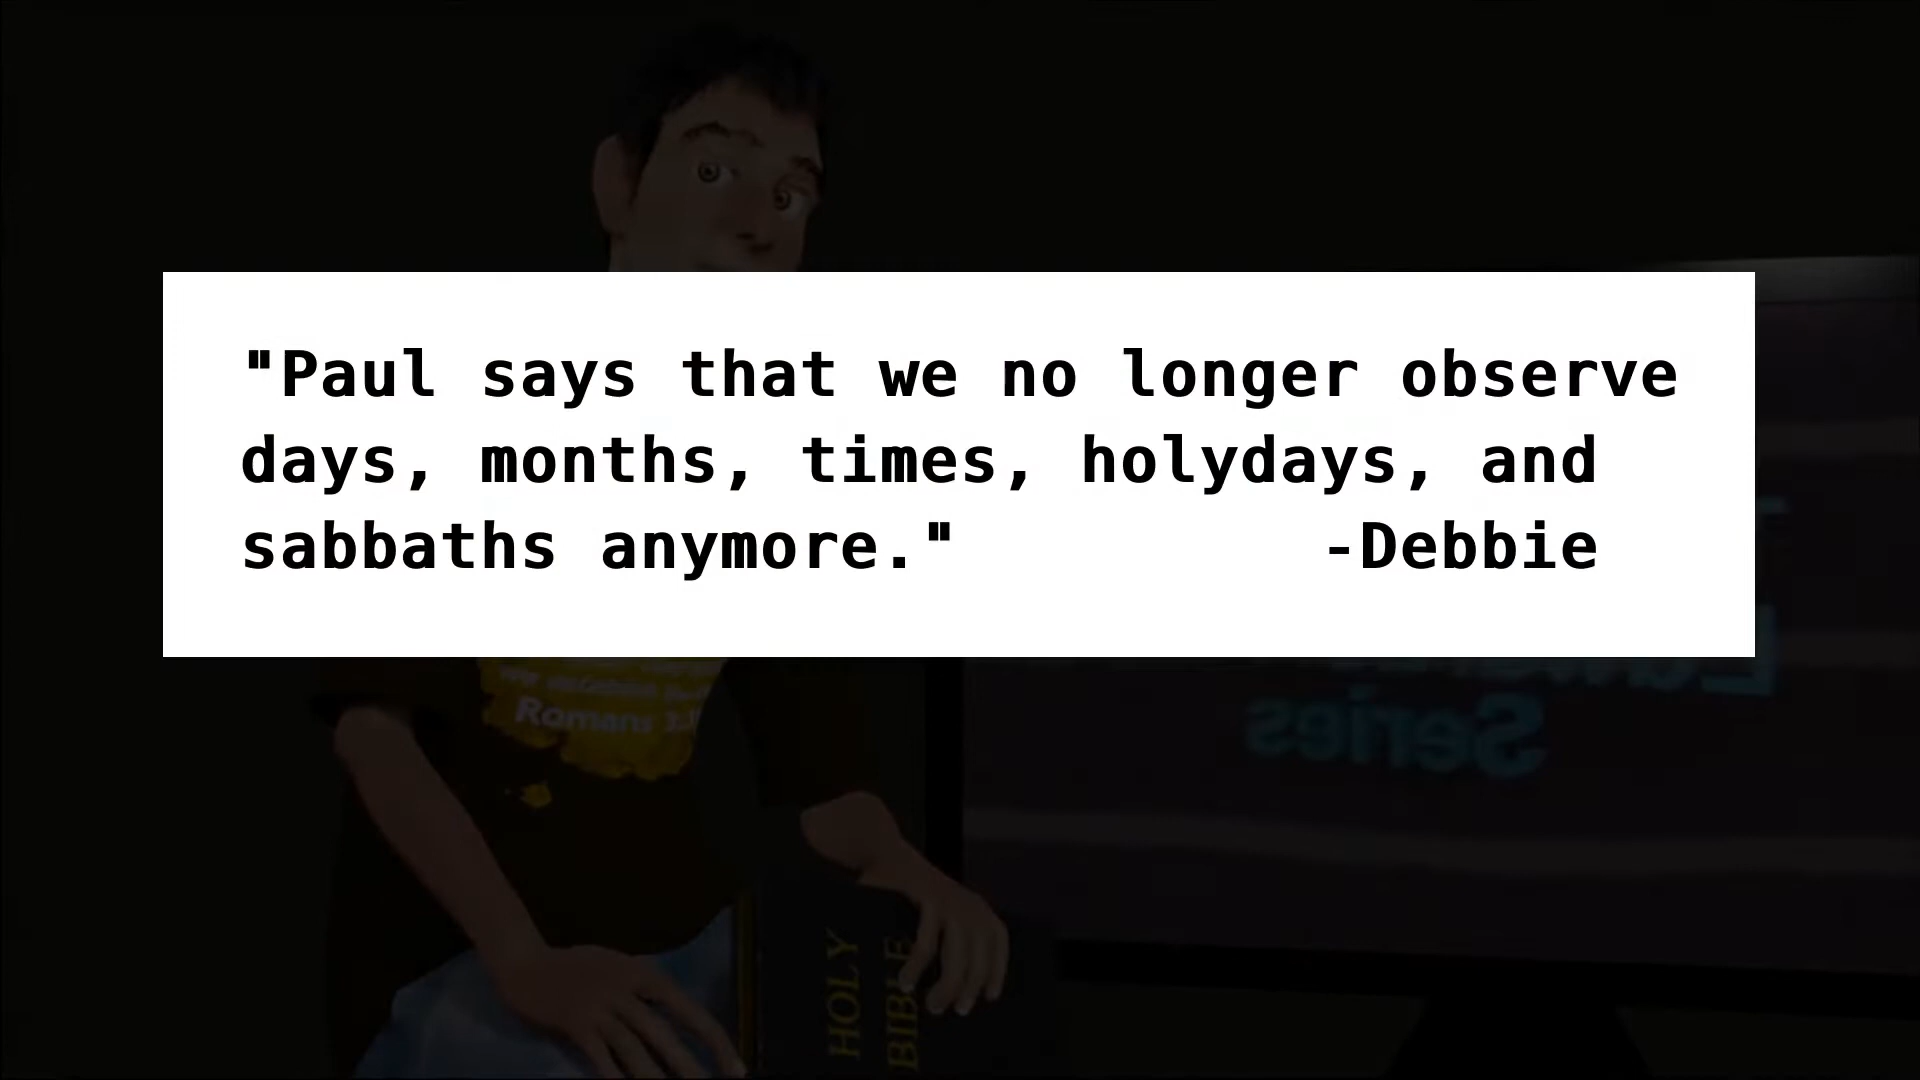 "Paul says that we no longer observe
days, months, times, holydays, and
sabbaths anymore." -Debbie
Romans
Series
HOLY
BIBLE